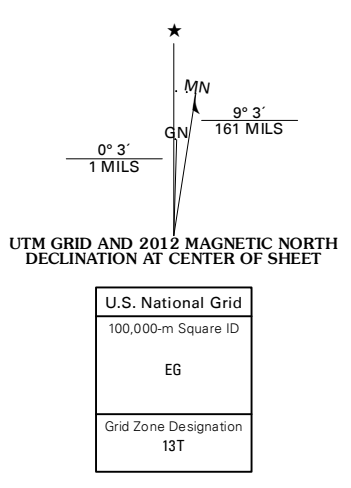 ★
MN
GN
9° 3´
161 MILS
0° 3´
1 MILS
UTM GRID AND 2012 MAGNETIC NORTH
DECLINATION AT CENTER OF SHEET
U.S. National Grid
100,000-m Square ID
EG
Grid Zone Designation
13T